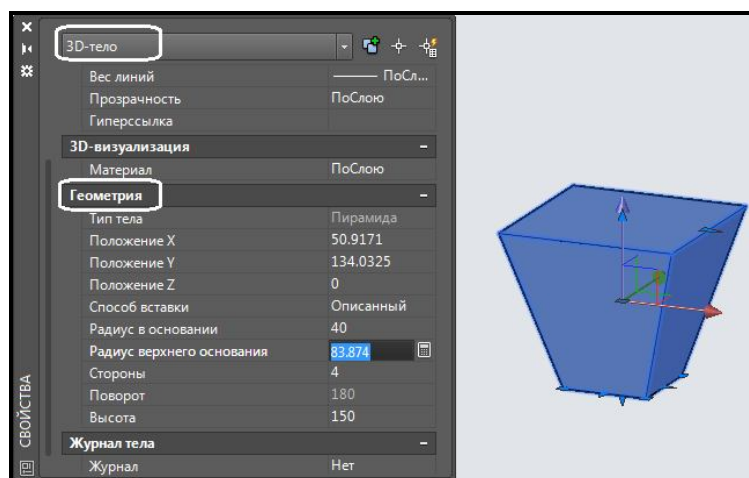 3D-тело
Вес линий ПоСл...
Прозрачность ПоСлою
Гиперссылка
3D-визуализация
Материал ПоСлою
Геометрия
Тип тела Пирамида
Положение X 50.9171
Положение Y 134.0325
Положение Z 0
Способ вставки Описанный
Радиус в основании 40
Радиус верхнего основания 83.874
Стороны 4
Поворот 180
Высота 150
Журнал тела
Журнал Нет
СВОЙСТВА